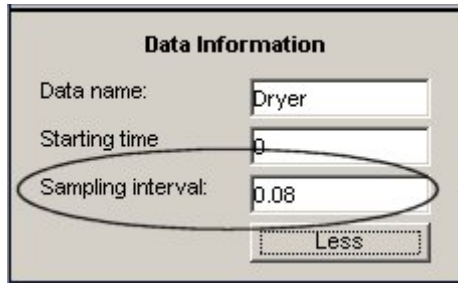 Data Information
Data name: Dryer
Starting time 0
Sampling interval: 0.08
Less